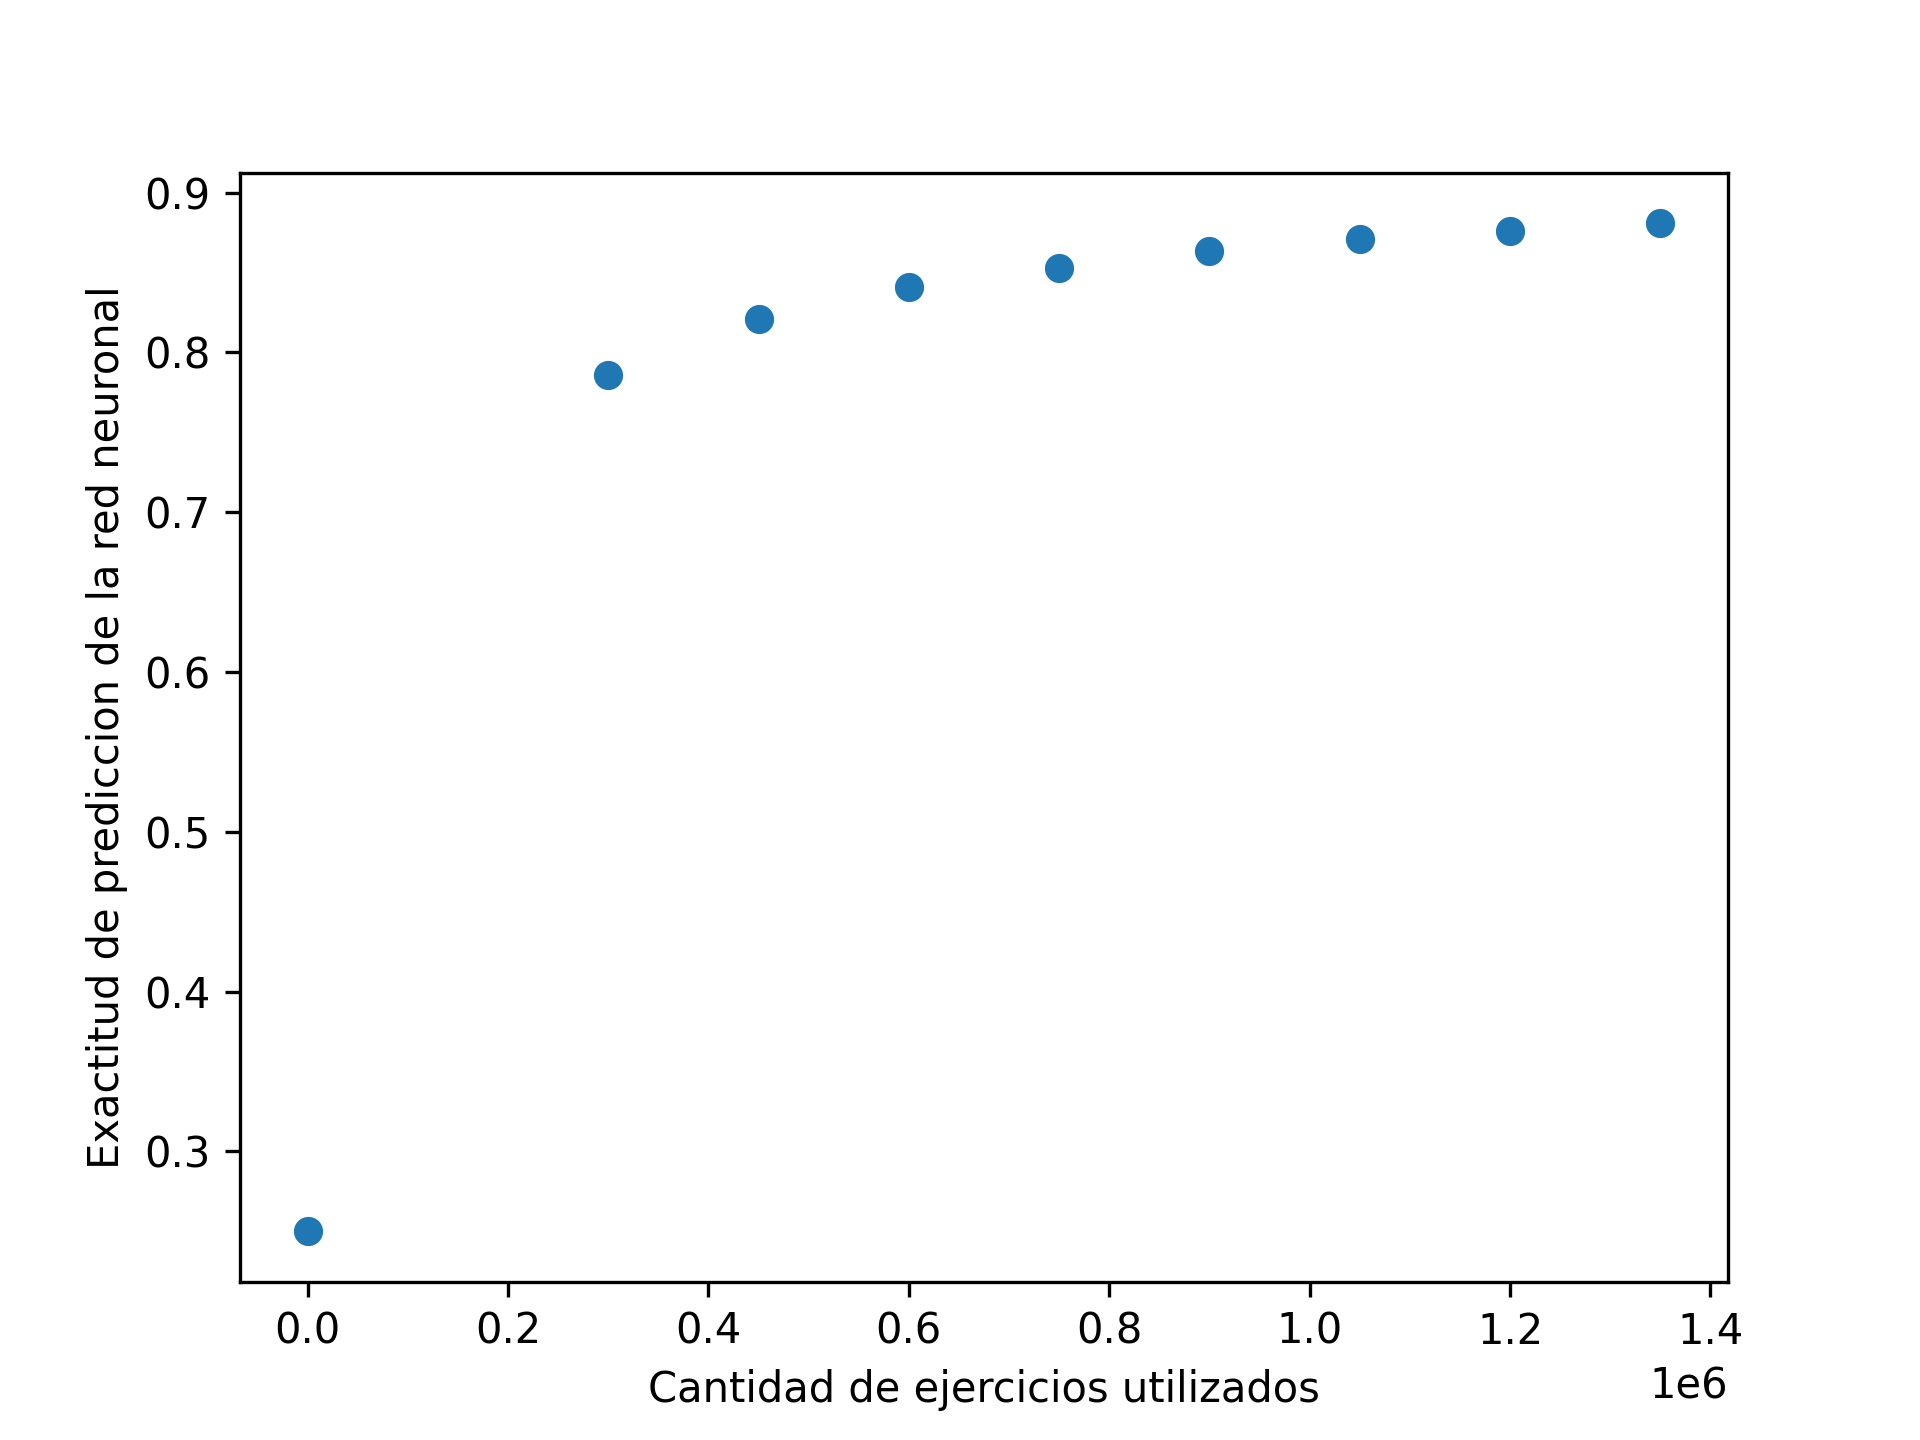 0.9
0.8
0.7
0.6
0.5
0.4
0.3
Exactitud de prediccion de la red neuronal
0.0 0.2 0.4 0.6 0.8 1.0 1.2 1.4
Cantidad de ejercicios utilizados
1e6